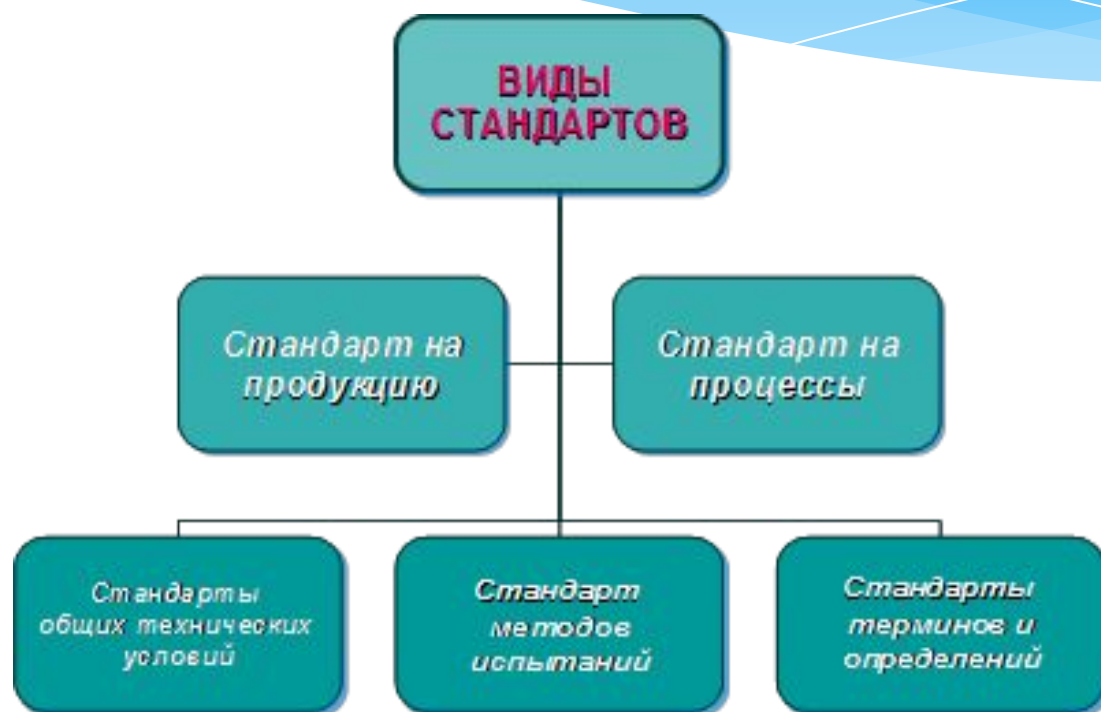 ВИДЫ
СТАНДАРТОВ
Стандарт на
продукцию
Стандарт на
процессы
Стандарты
общих технических
условий
Стандарт
методов
испытаний
Стандарты
терминов и
определений